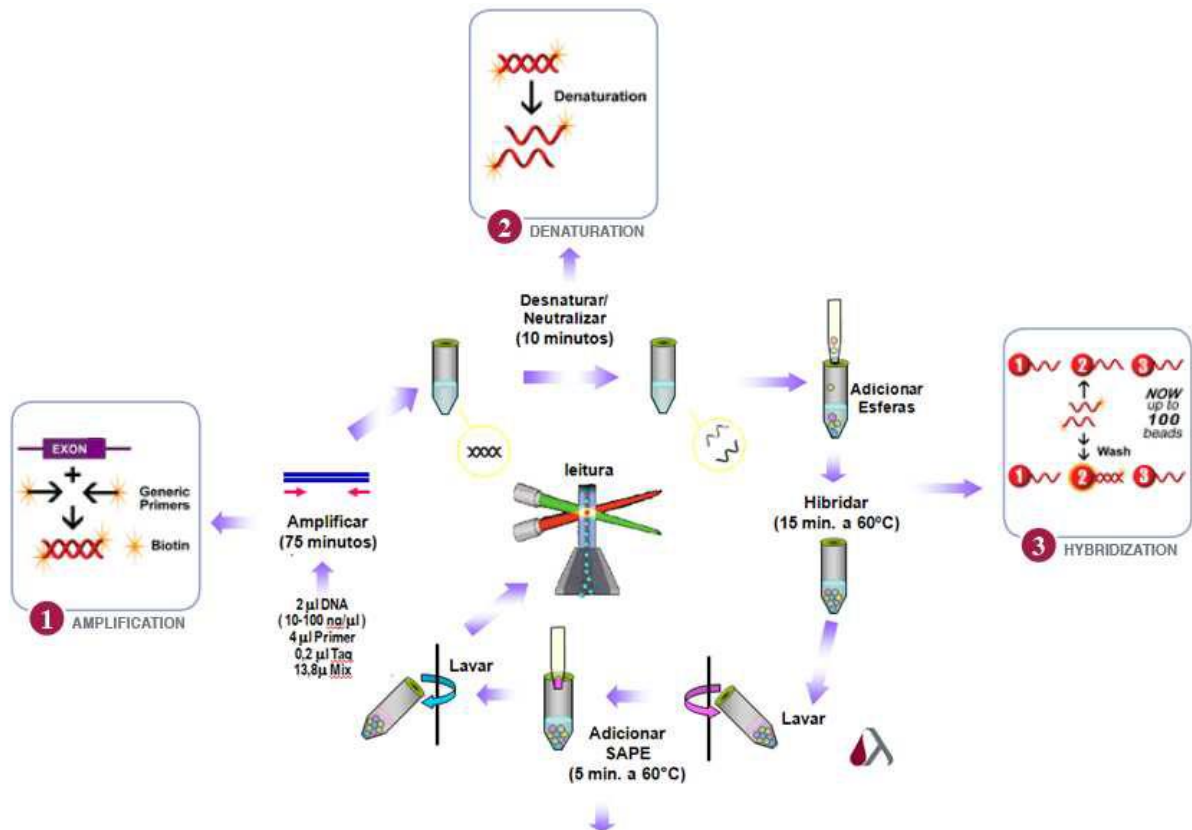 Denaturation
2 DENATURATION
Desnaturar/
Neutralizar
(10 minutos)
Adicionar
Esferas
1 2 3
NOW
up to
100
beads
Wash
1 2 3
3 HYBRIDIZATION
Hibridar
(15 min. a 60ºC)
leitura
EXON
+
Generic
Primers
Biotin
1 AMPLIFICATION
Amplificar
(75 minutos)
2 µl DNA
( 10-100 ng/µl )
4 µl Primer
0,2 µl Taq
13,8µ Mix
Lavar
Adicionar
SAPE
(5 min. a 60°C)
Lavar